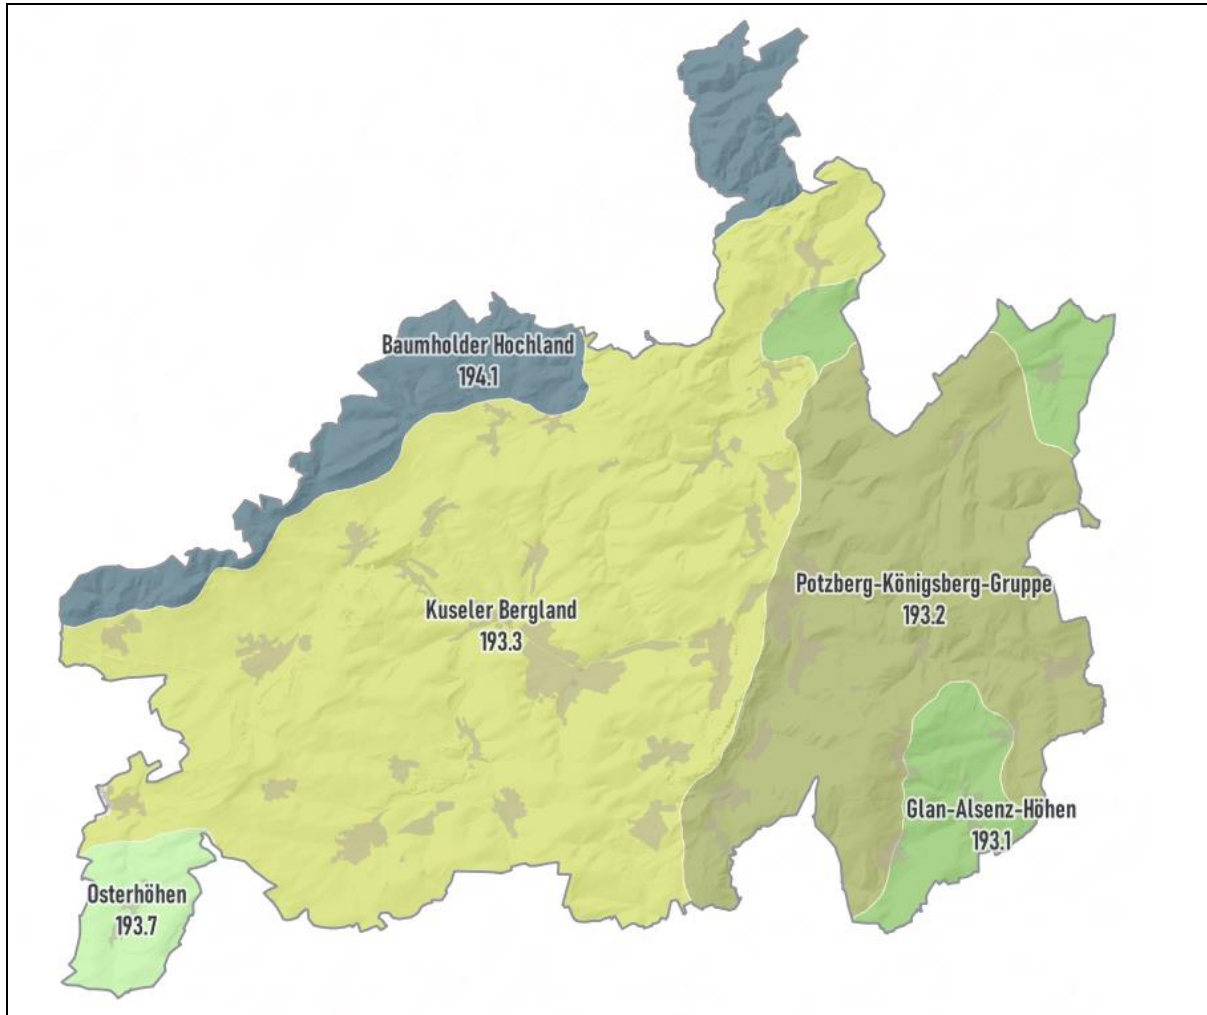 Baumholder Hochland
194.1
Potzberg-Königsberg-Gruppe
193.2
Kuseler Bergland
193.3
Glan-Alsenz-Höhen
193.1
Osterhöhen
193.7